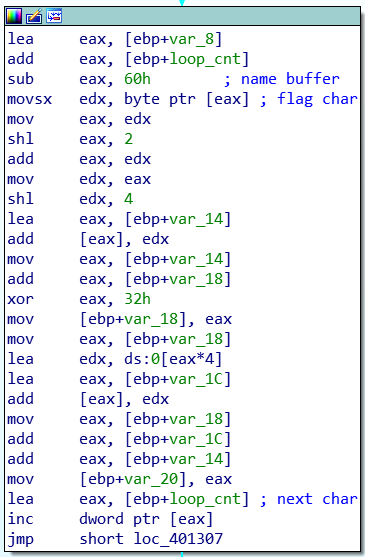 lea eax, [ebp+var_8]
add eax, [ebp+loop_cnt]
sub eax, 60h ; name buffer
movsx edx, byte ptr [eax] ; flag char
mov eax, edx
shl eax, 2
add eax, edx
mov edx, eax
shl edx, 4
lea eax, [ebp+var_14]
add [eax], edx
mov eax, [ebp+var_14]
add eax, [ebp+var_18]
xor eax, 32h
mov [ebp+var_18], eax
mov eax, [ebp+var_18]
lea edx, ds:0[eax*4]
lea eax, [ebp+var_1C]
add [eax], edx
mov eax, [ebp+var_18]
add eax, [ebp+var_1C]
add eax, [ebp+var_14]
mov [ebp+var_20], eax
lea eax, [ebp+loop_cnt] ; next char
inc dword ptr [eax]
jmp short loc_401307